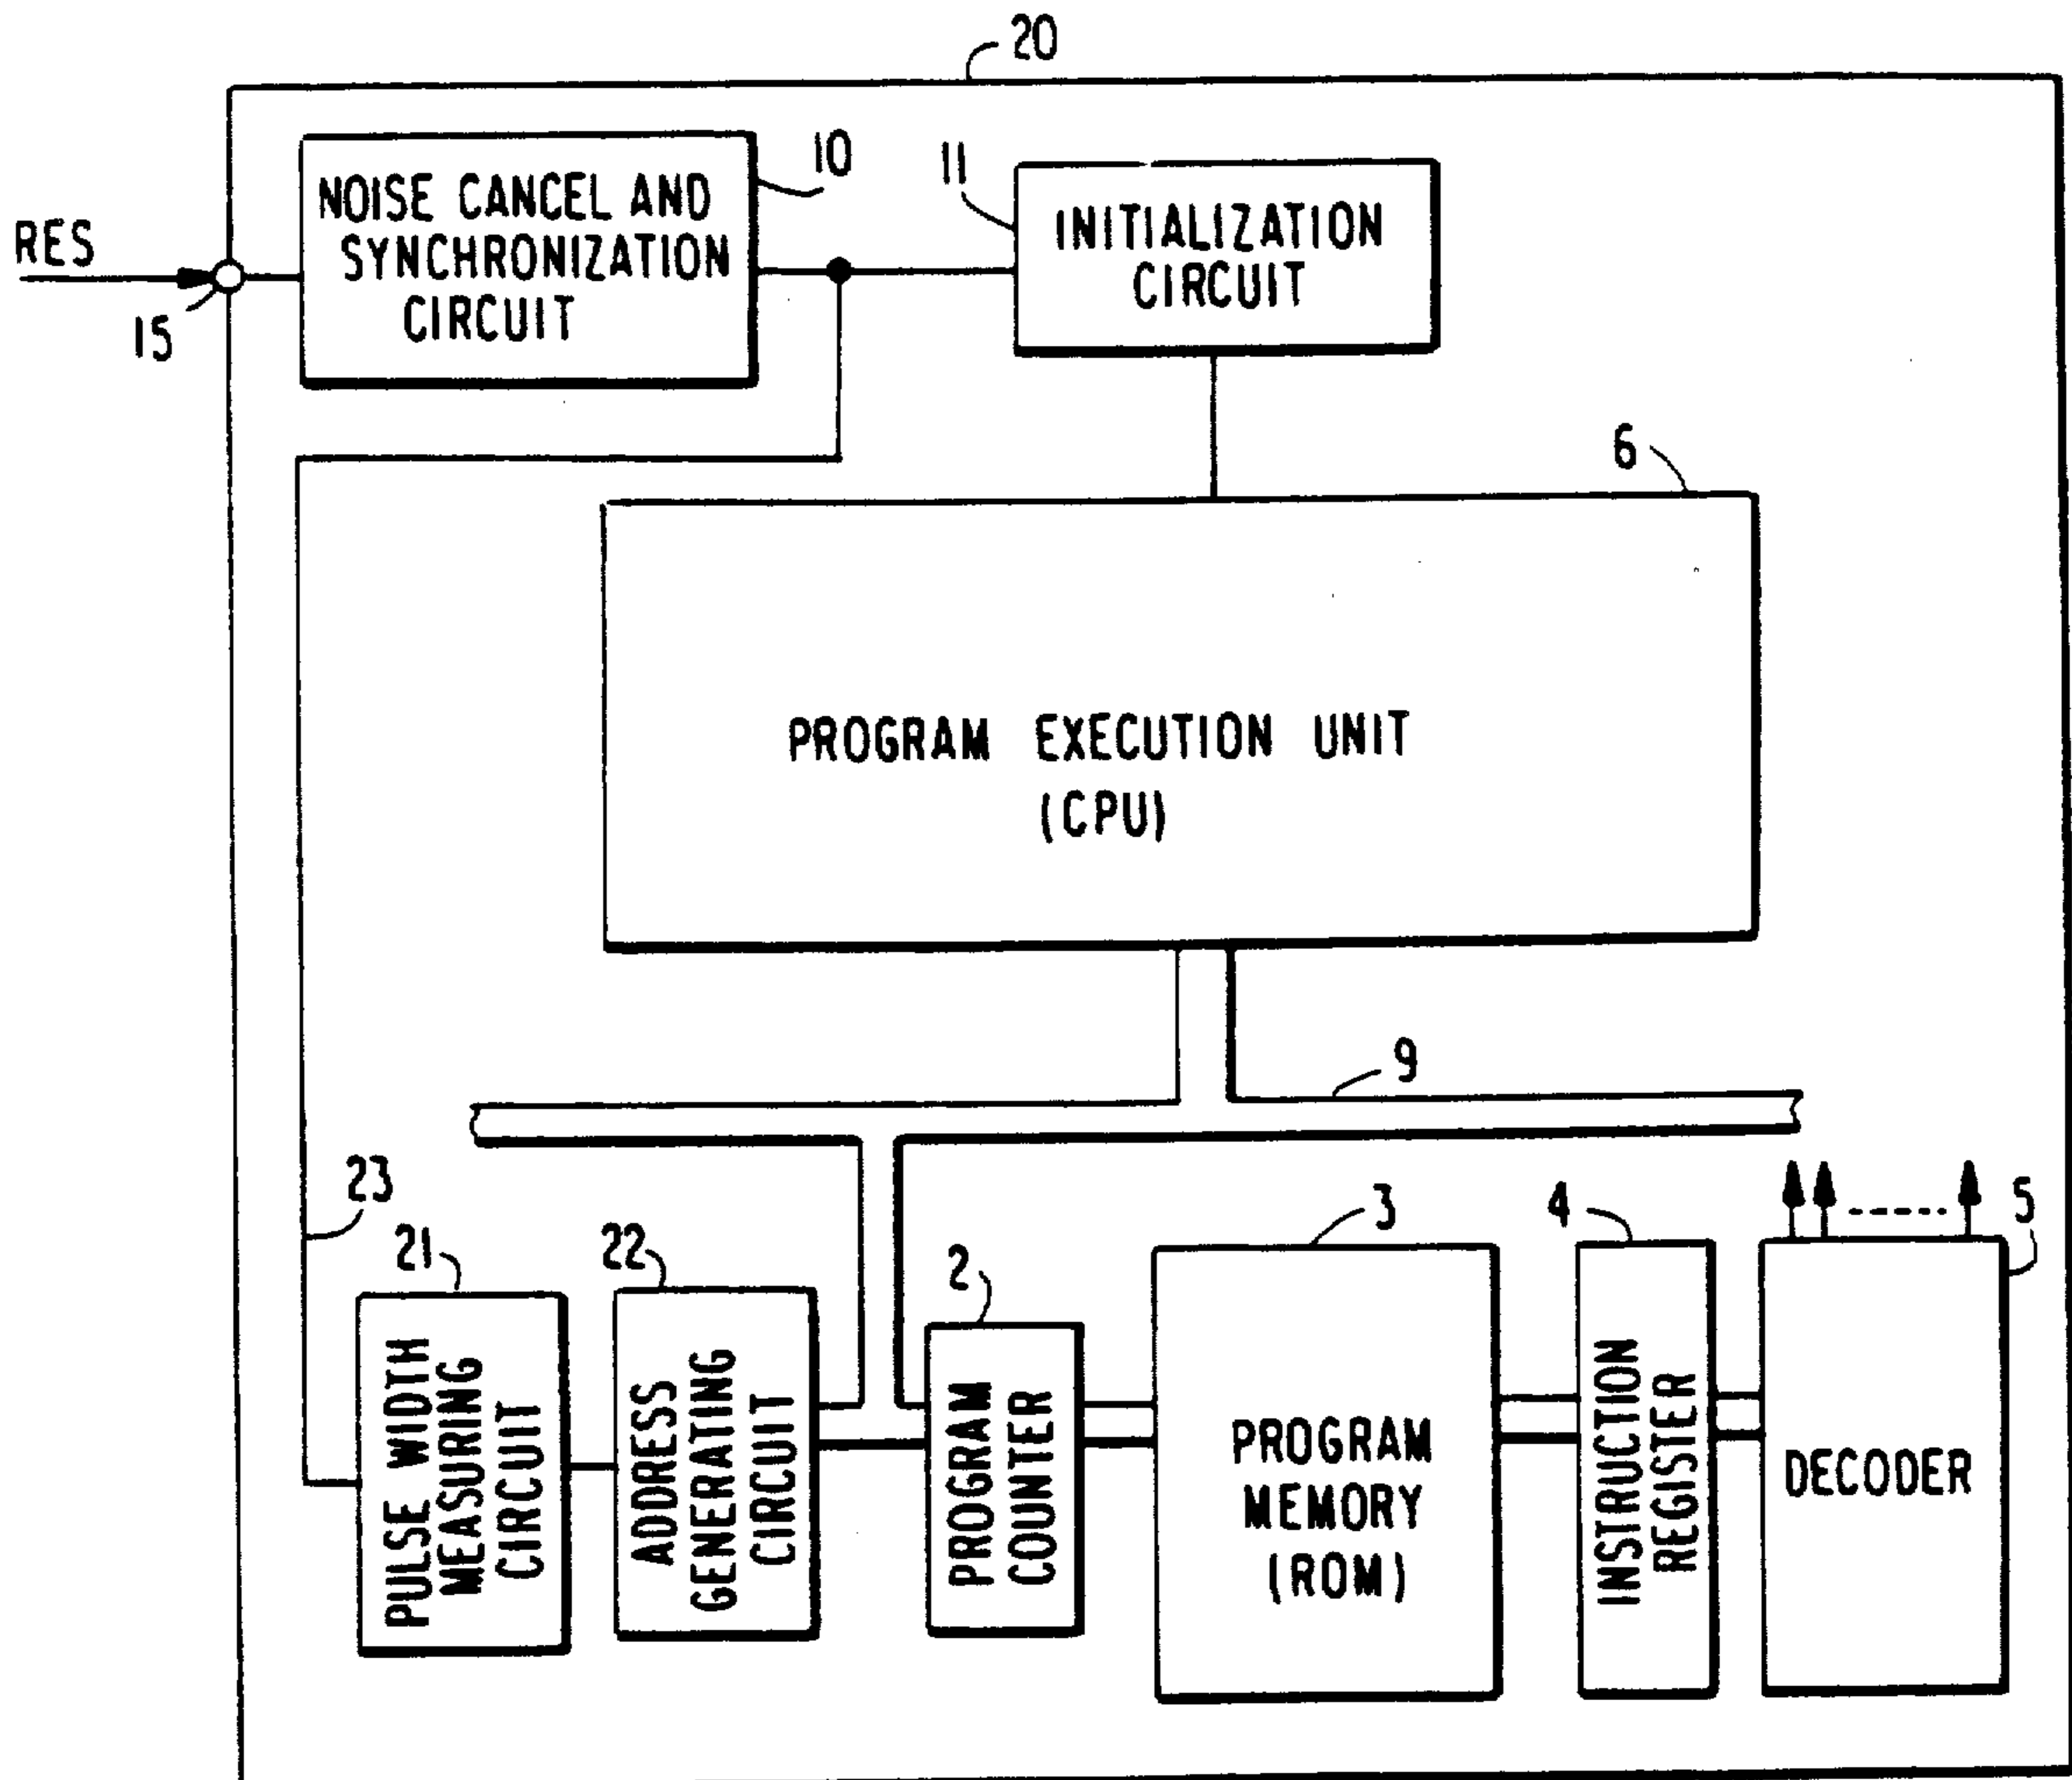 20
10
11
NOISE CANCEL AND
SYNCHRONIZATION
CIRCUIT
INITIALIZATION
CIRCUIT
RES
15
6
PROGRAM EXECUTION UNIT
(CPU)
9
23
21
22
2
3
4
5
PULSE WIDTH
MEASURING
CIRCUIT
ADDRESS
GENERATING
CIRCUIT
PROGRAM
COUNTER
PROGRAM
MEMORY
(ROM)
INSTRUCTION
REGISTER
DECODER